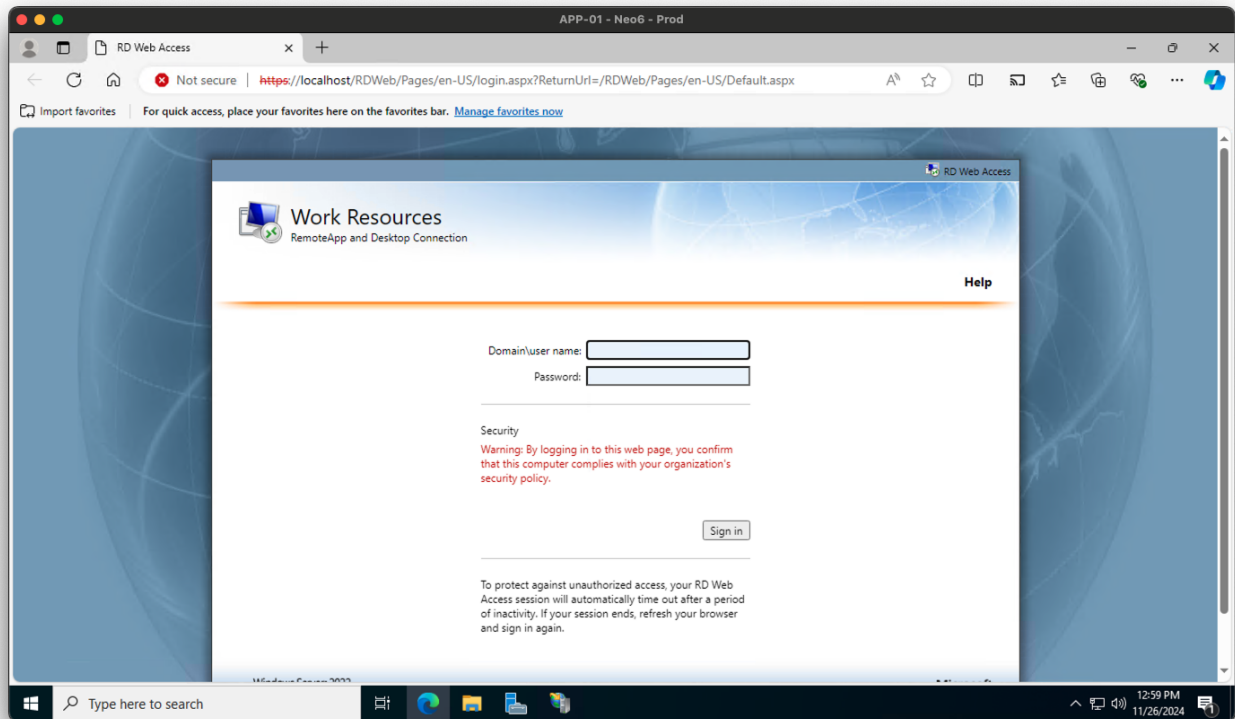 APP-01 - Neo6 - Prod
RD Web Access
Not secure | https://localhost/RDWeb/Pages/en-US/login.aspx?ReturnUrl=/RDWeb/Pages/en-US/Default.aspx
Import favorites | For quick access, place your favorites here on the favorites bar. Manage favorites now
RD Web Access
Work Resources
RemoteApp and Desktop Connection
Help
Domain\user name:
Password:
Security
Warning: By logging in to this web page, you confirm
that this computer complies with your organization's
security policy.
Sign in
To protect against unauthorized access, your RD Web
Access session will automatically time out after a period
of inactivity. If your session ends, refresh your browser
and sign in again.
Windows Server 2022 Microsoft
Type here to search
12:59 PM
11/26/2024
1